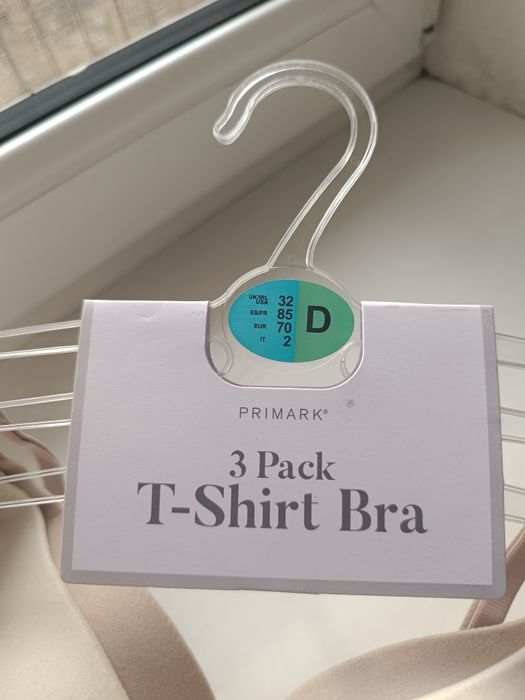 UK/IRL
USA 32
ES/FR 85
EUR 70
IT 2
D
PRIMARK®
3 Pack
T-Shirt Bra